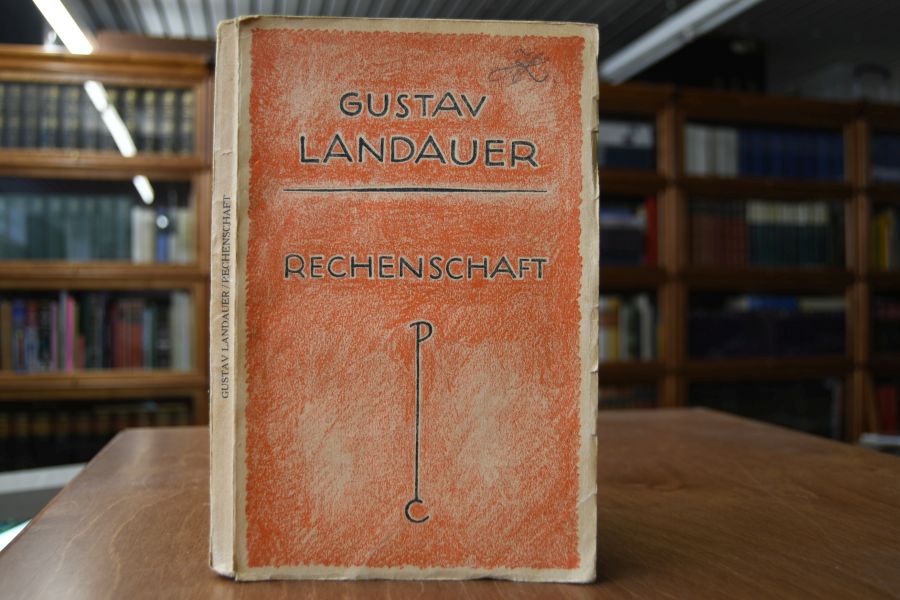 GUSTAV
LANDAUER
RECHENSCHAFT
P
C
GUSTAV LANDAUER / RECHENSCHAFT